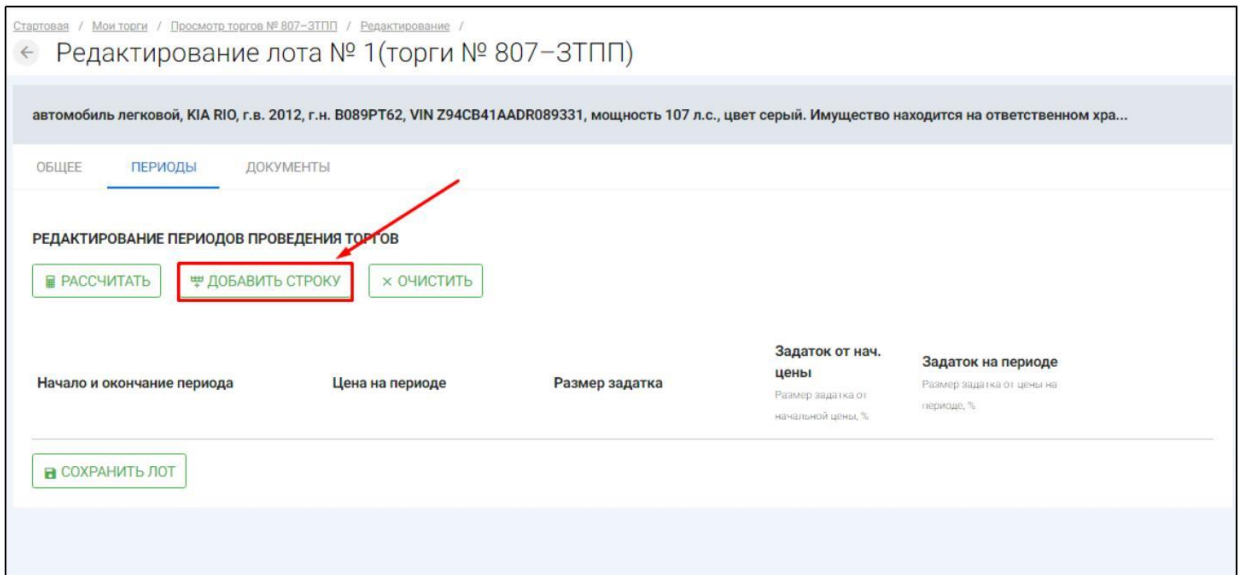 Стартовая / Мои торги / Просмотр торгов № 807–ЗТПП / Редактирование /
Редактирование лота № 1(торги № 807–ЗТПП)
автомобиль легковой, KIA RIO, г.в. 2012, г.н. В089РТ62, VIN Z94CB41AADR089331, мощность 107 л.с., цвет серый. Имущество находится на ответственном хра...
ОБЩЕЕ ПЕРИОДЫ ДОКУМЕНТЫ
РЕДАКТИРОВАНИЕ ПЕРИОДОВ ПРОВЕДЕНИЯ ТОРГОВ
РАССЧИТАТЬ ДОБАВИТЬ СТРОКУ × ОЧИСТИТЬ
Начало и окончание периода
Цена на периоде
Размер задатка
Задаток от нач.
цены
Размер задатка от
начальной цены, %
Задаток на периоде
Размер задатка от цены на
периоде, %
СОХРАНИТЬ ЛОТ